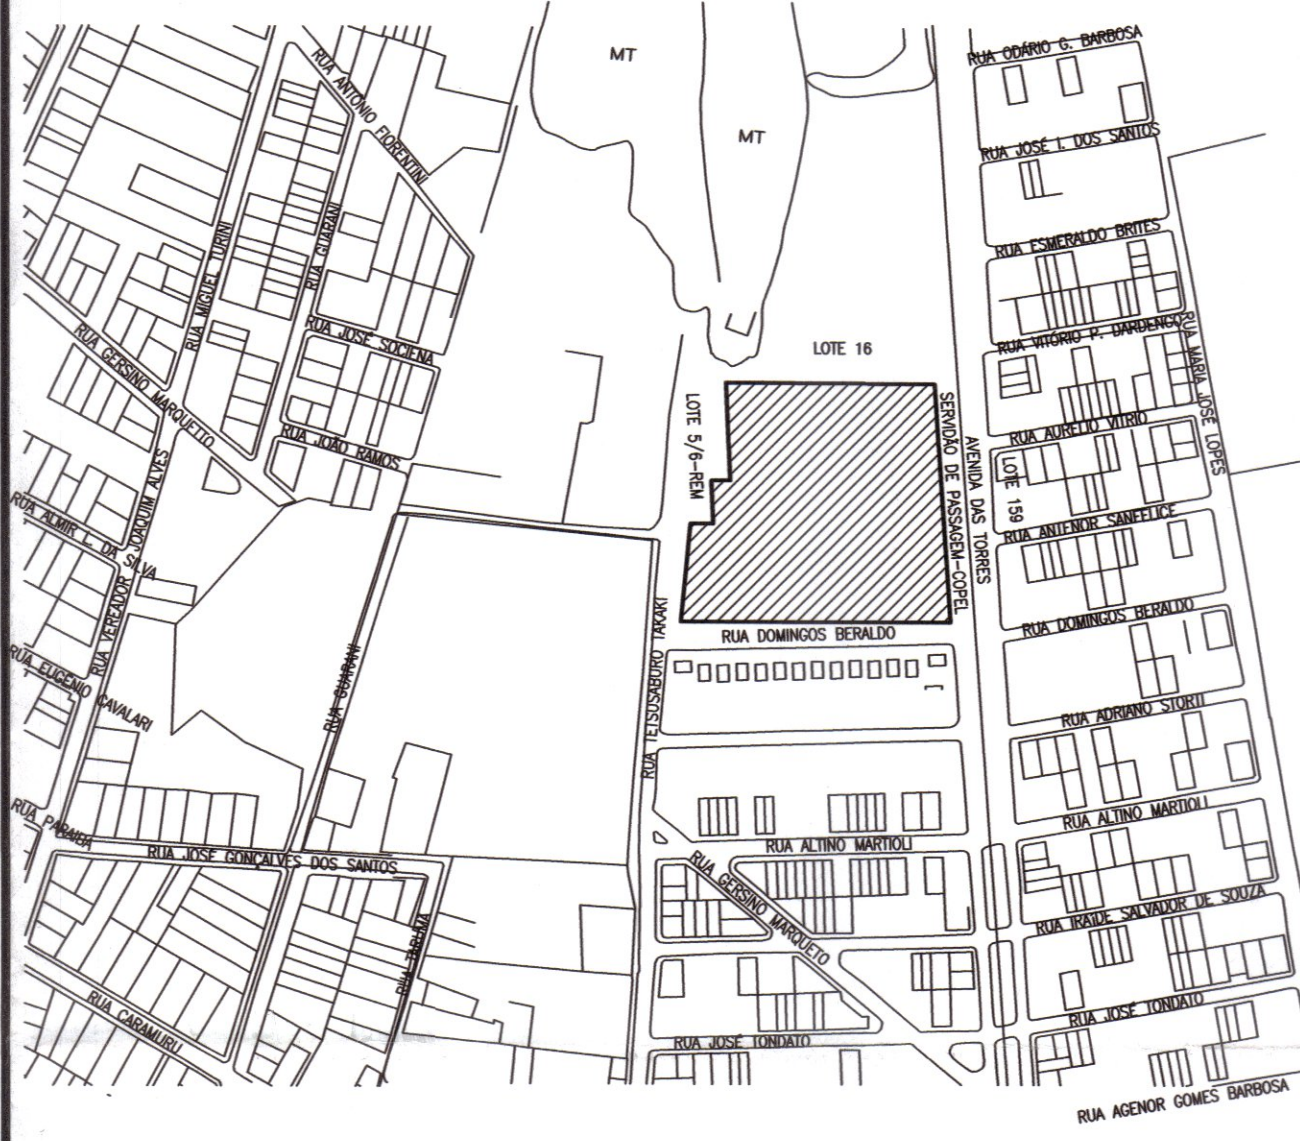 MT
RUA ODÁRIO G. BARBOSA
RUA ANTONIO FIORENTINI
MT
RUA JOSÉ I. DOS SANTOS
RUA MIGUEL TURINI
RUA GUARANI
RUA ESMERALDO BRITES
RUA GERSINO MARQUETTO
RUA JOSÉ SOCIENA
LOTE 16
RUA VITÓRIO P. DARDENGO
RUA MARIA JOSÉ LOPES
LOTE 5/6-REM
SERVIDÃO DE PASSAGEM-COPEL
AVENIDA DAS TORRES
RUA AURÉLIO VITRIO
RUA JOÃO RAMOS
LOTE 159
RUA ALMIR L. DA SILVA
RUA VEREADOR JOAQUIM ALVES
RUA ANTENOR SANFELICE
RUA DOMINGOS BERALDO
RUA DOMINGOS BERALDO
RUA TETSUSABURO TAKAKI
RUA GUARANI
RUA EUGÊNIO CAVALARI
RUA ADRIANO STORTI
RUA PARAIBA
RUA JOSÉ GONÇALVES DOS SANTOS
RUA ALTINO MARTIOLI
RUA ALTINO MARTIOLI
RUA GERSINO MARQUETO
RUA IRAÍDE SALVADOR DE SOUZA
RUA TARUMÃ
RUA CARAMURU
RUA JOSÉ TONDATO
RUA JOSÉ TONDATO
RUA AGENOR GOMES BARBOSA